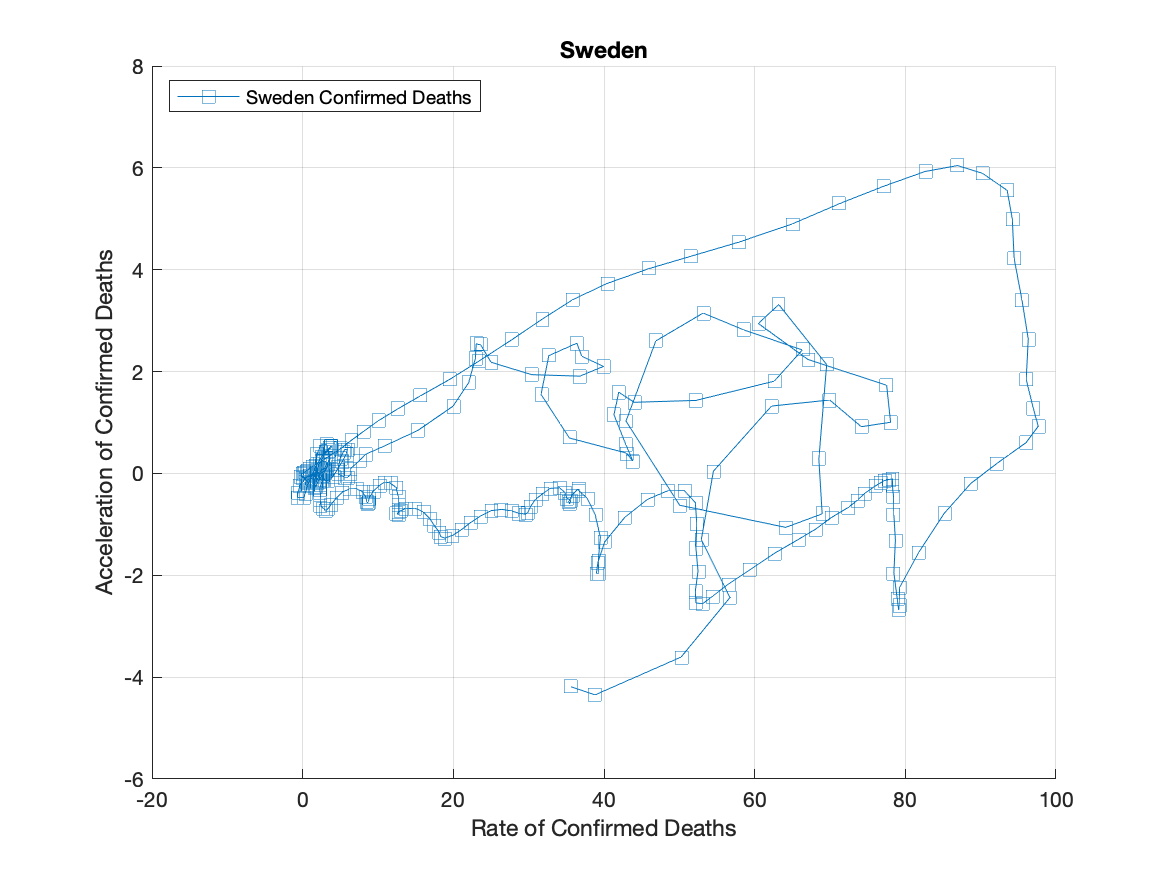 Sweden
Sweden Confirmed Deaths
8
6
4
2
0
-2
-4
-6
Acceleration of Confirmed Deaths
-20 0 20 40 60 80 100
Rate of Confirmed Deaths